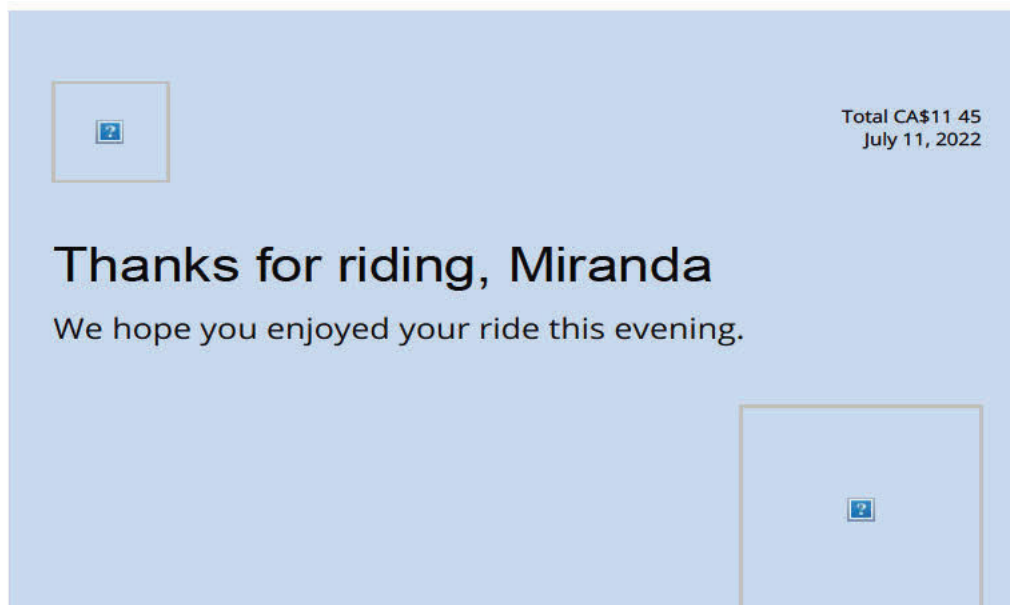 Total CA$11 45
July 11, 2022
Thanks for riding, Miranda
We hope you enjoyed your ride this evening.